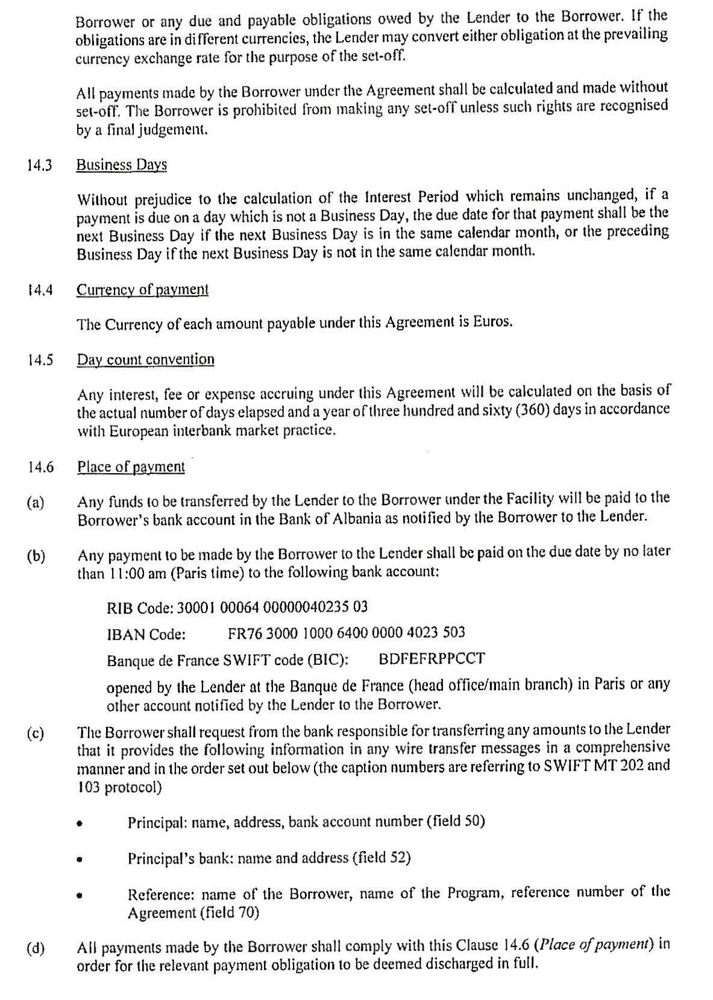 Borrower or any due and payable obligations owed by the Lender to the Borrower. If the
obligations are in different currencies, the Lender may convert either obligation at the prevailing
currency exchange rate for the purpose of the set-off.
All payments made by the Borrower under the Agreement shall be calculated and made without
set-off. The Borrower is prohibited from making any set-off unless such rights are recognised
by a final judgement.
14.3 Business Days
Without prejudice to the calculation of the Interest Period which remains unchanged, if a
payment is due on a day which is not a Business Day, the due date for that payment shall be the
next Business Day if the next Business Day is in the same calendar month, or the preceding
Business Day if the next Business Day is not in the same calendar month.
14.4 Currency of payment
The Currency of each amount payable under this Agreement is Euros.
14.5 Day count convention
Any interest, fee or expense accruing under this Agreement will be calculated on the basis of
the actual number of days elapsed and a year of three hundred and sixty (360) days in accordance
with European interbank market practice.
14.6 Place of payment
(a) Any funds to be transferred by the Lender to the Borrower under the Facility will be paid to the
Borrower's bank account in the Bank of Albania as notified by the Borrower to the Lender.
(b) Any payment to be made by the Borrower to the Lender shall be paid on the due date by no later
than 11:00 am (Paris time) to the following bank account:
RIB Code: 30001 00064 00000040235 03
IBAN Code: FR76 3000 1000 6400 0000 4023 503
Banque de France SWIFT code (BIC): BDFEFRPPCCT
opened by the Lender at the Banque de France (head office/main branch) in Paris or any
other account notified by the Lender to the Borrower.
(c) The Borrower shall request from the bank responsible for transferring any amounts to the Lender
that it provides the following information in any wire transfer messages in a comprehensive
manner and in the order set out below (the caption numbers are referring to SWIFT MT 202 and
103 protocol)
• Principal: name, address, bank account number (field 50)
• Principal's bank: name and address (field 52)
• Reference: name of the Borrower, name of the Program, reference number of the
Agreement (field 70)
(d) All payments made by the Borrower shall comply with this Clause 14.6 (Place of payment) in
order for the relevant payment obligation to be deemed discharged in full.